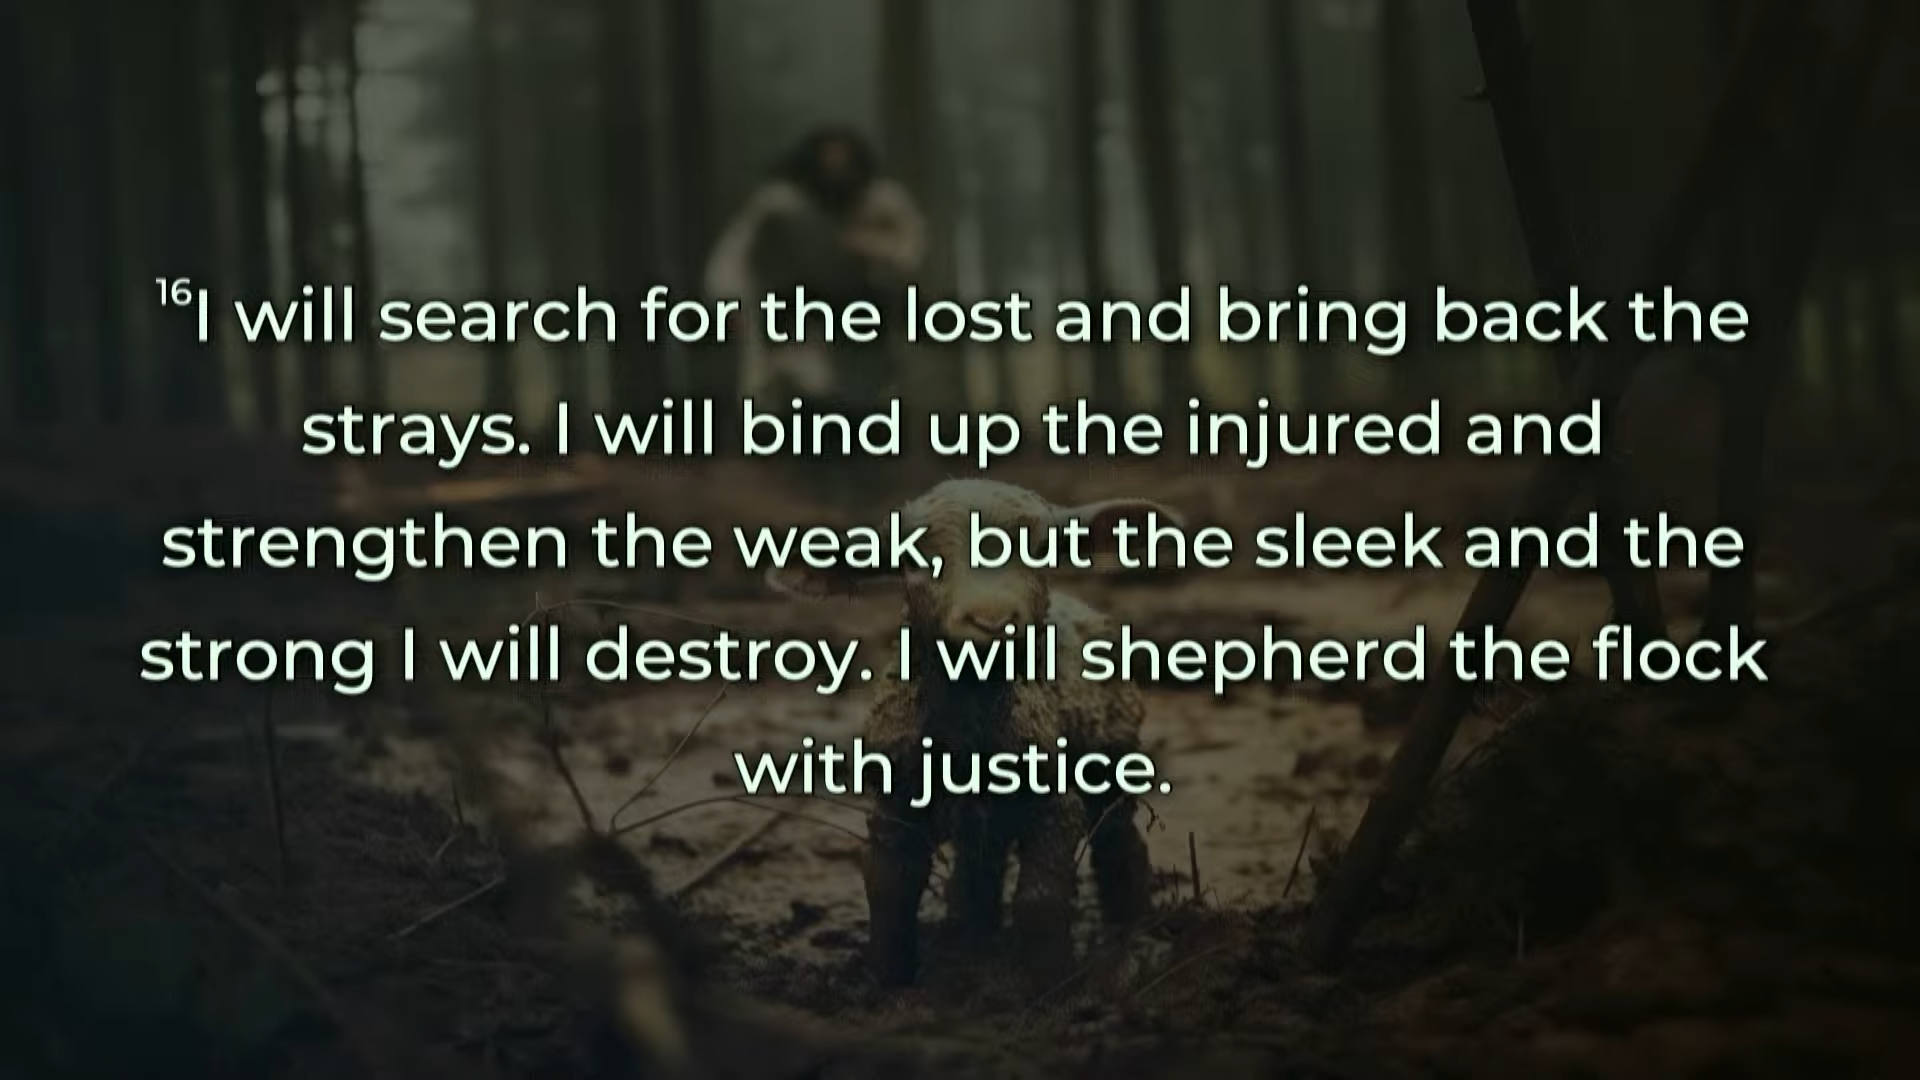 ¹⁶I will search for the lost and bring back the
strays. I will bind up the injured and
strengthen the weak, but the sleek and the
strong I will destroy. I will shepherd the flock
with justice.